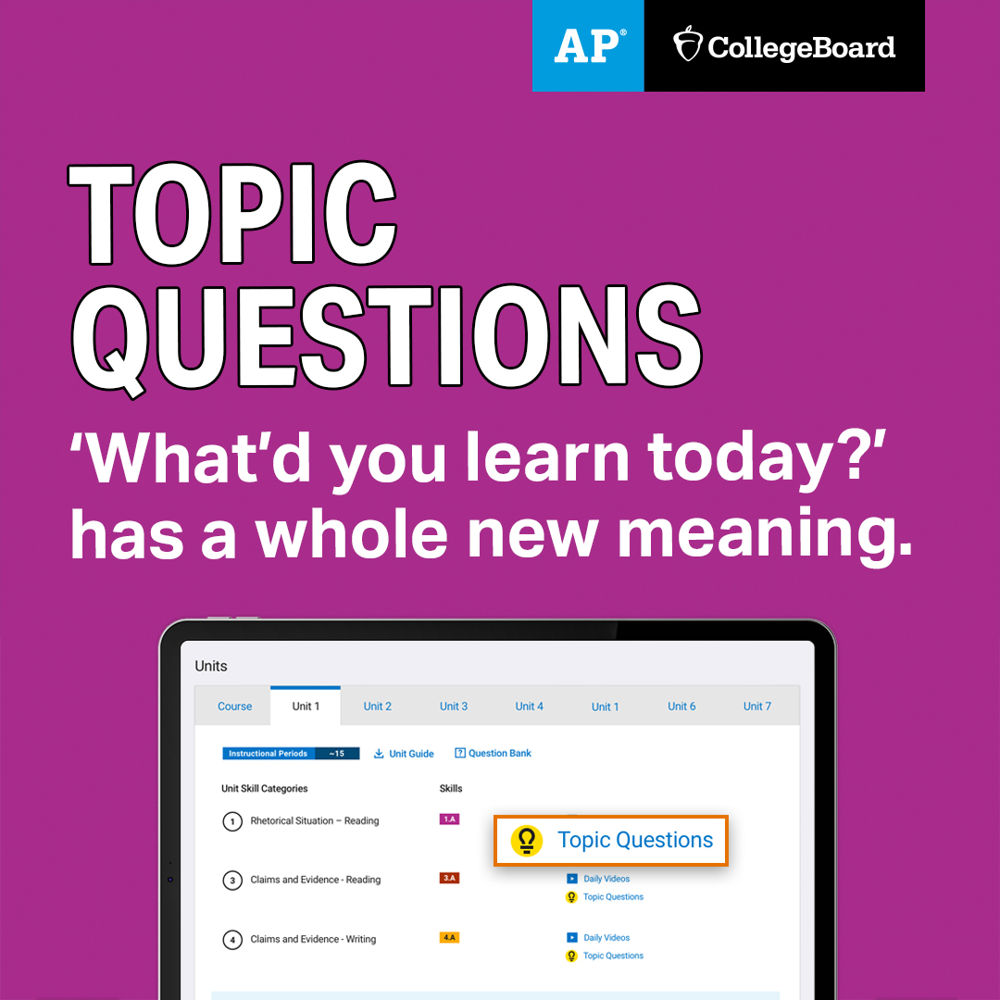 AP®
CollegeBoard
TOPIC
QUESTIONS
‘What’d you learn today?’
has a whole new meaning.
Units
Course Unit 1 Unit 2 Unit 3 Unit 4 Unit 1 Unit 6 Unit 7
Instructional Periods ~15 Unit Guide ? Question Bank
Unit Skill Categories Skills
1 Rhetorical Situation – Reading 1.A
Topic Questions
3 Claims and Evidence - Reading 3.A Daily Videos
Topic Questions
4 Claims and Evidence - Writing 4.A Daily Videos
Topic Questions